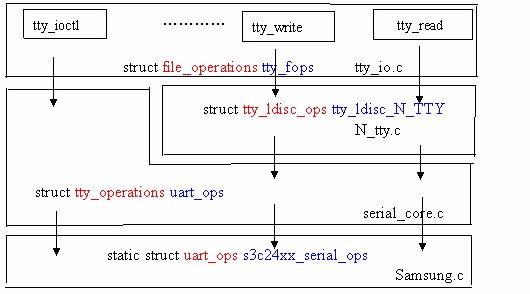 tty_ioctl ············ tty_write tty_read
struct file_operations tty_fops tty_io.c
struct tty_ldisc_ops tty_ldisc_N_TTY
N_tty.c
struct tty_operations uart_ops
serial_core.c
static struct uart_ops s3c24xx_serial_ops
Samsung.c